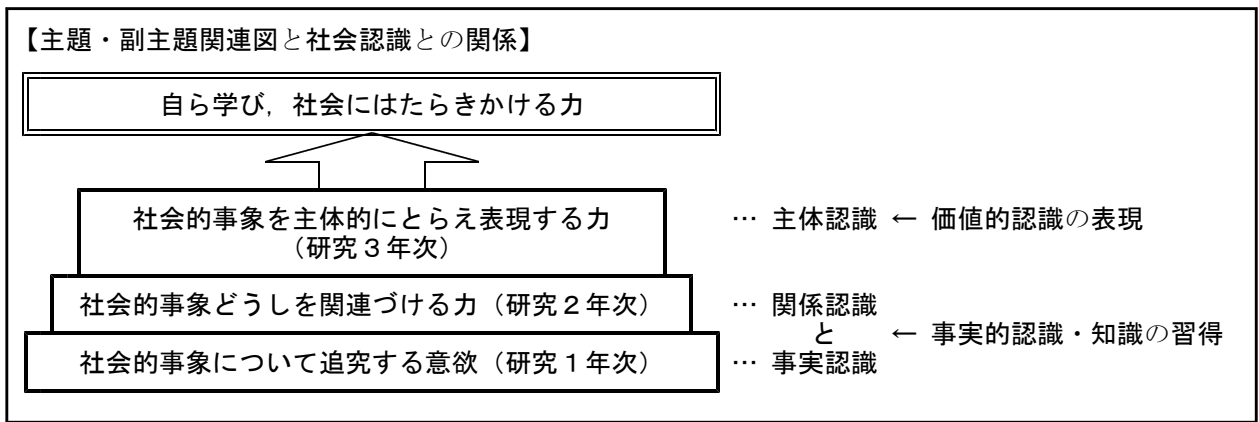 【主題・副主題関連図と社会認識との関係】
自ら学び，社会にはたらきかける力
社会的事象を主体的にとらえ表現する力
（研究３年次）
… 主体認識 ← 価値的認識の表現
社会的事象どうしを関連づける力（研究２年次）
… 関係認識
と ← 事実的認識・知識の習得
社会的事象について追究する意欲（研究１年次）
… 事実認識